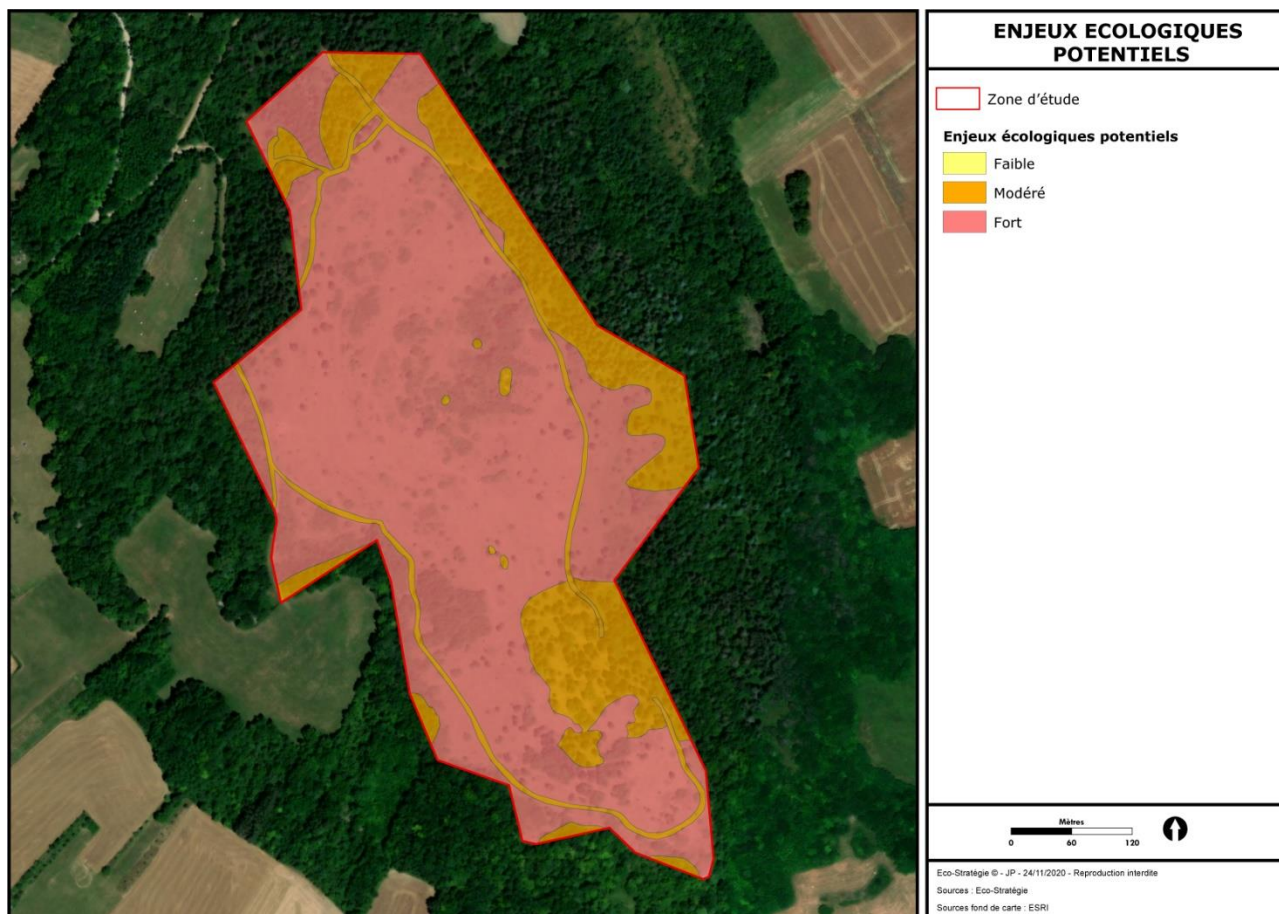 ENJEUX ECOLOGIQUES
POTENTIELS
Zone d'étude
Enjeux écologiques potentiels
Faible
Modéré
Fort
Mètres
0 60 120
Eco-Stratégie © - JP - 24/11/2020 - Reproduction interdite
Sources : Eco-Stratégie
Sources fond de carte : ESRI